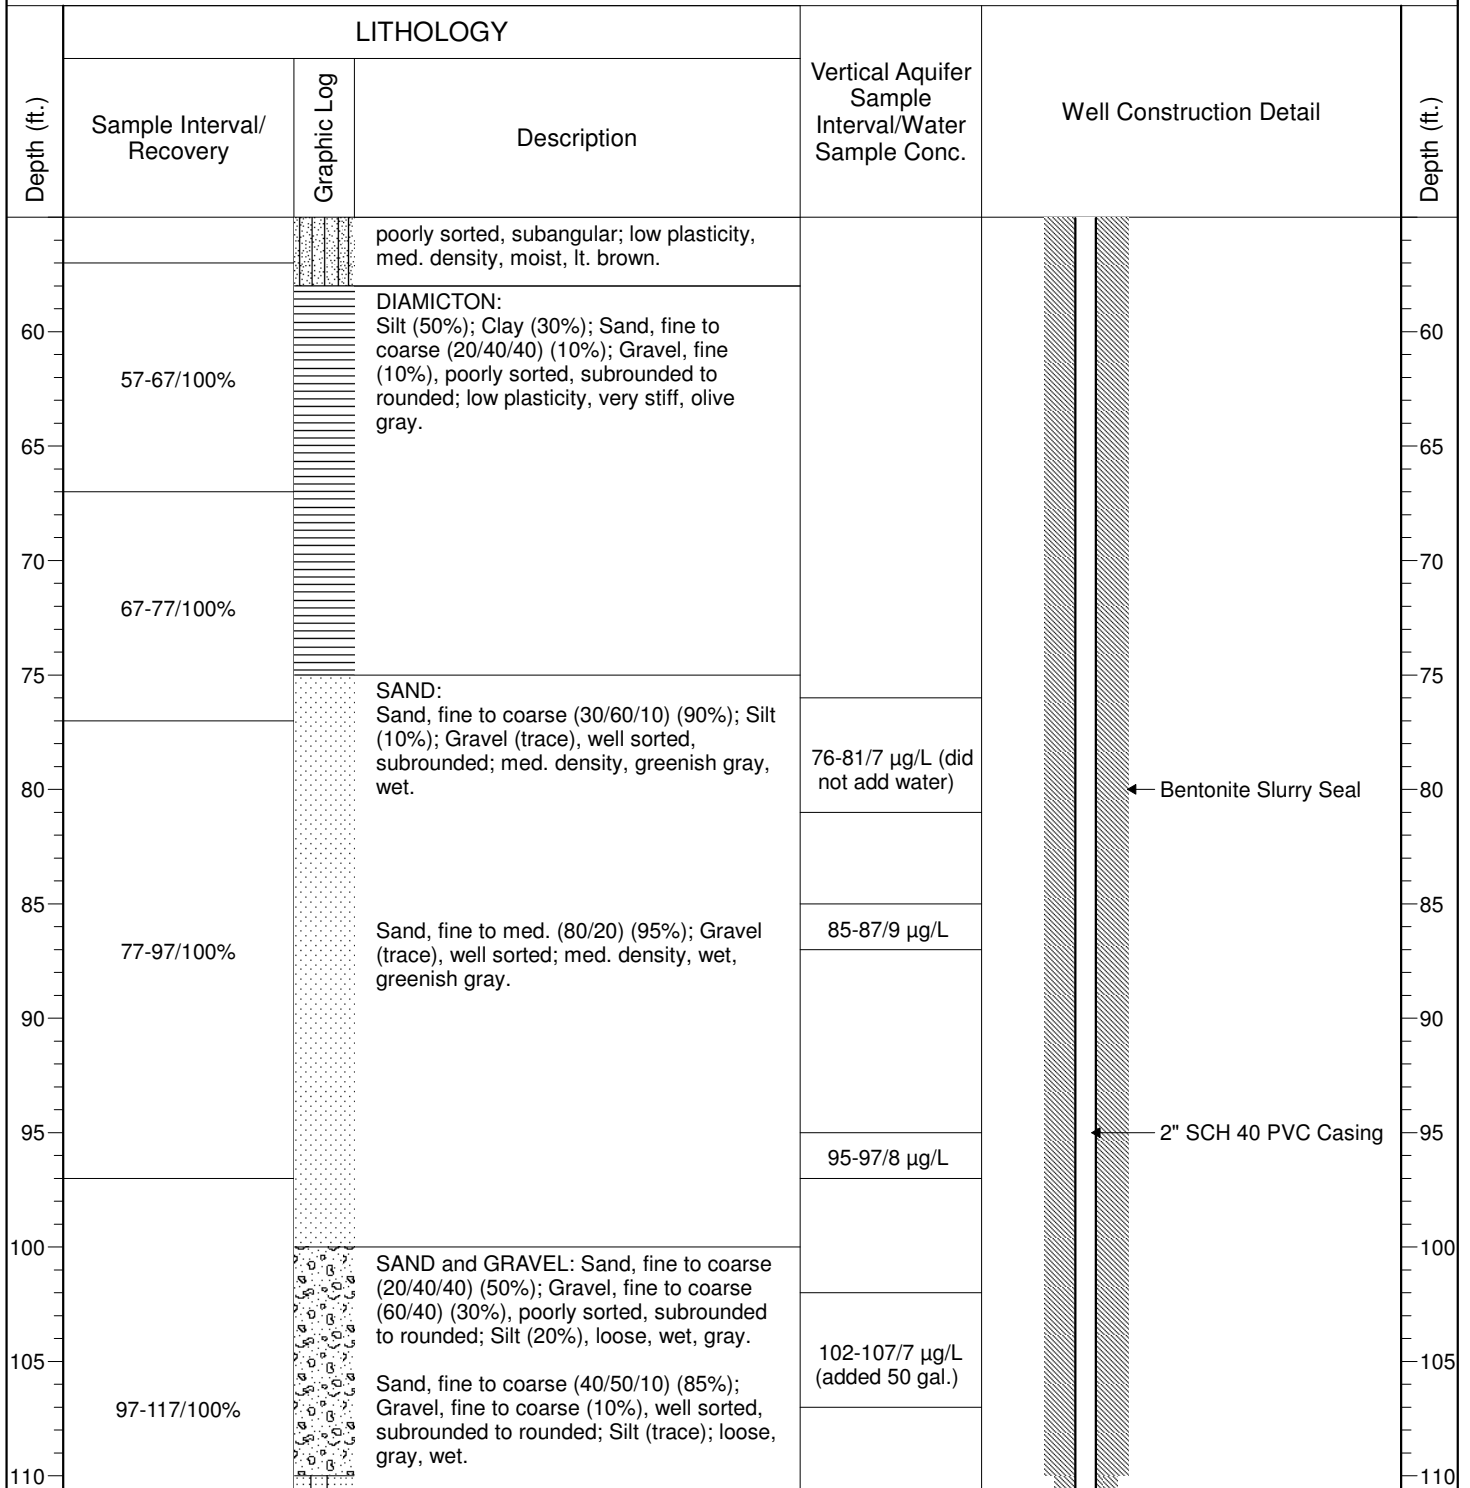 LITHOLOGY
Depth (ft.)
Sample Interval/
Recovery
Graphic Log
Description
Vertical Aquifer
Sample
Interval/Water
Sample Conc.
Well Construction Detail
Depth (ft.)
poorly sorted, subangular; low plasticity,
med. density, moist, lt. brown.
DIAMICTON:
Silt (50%); Clay (30%); Sand, fine to
coarse (20/40/40) (10%); Gravel, fine
(10%), poorly sorted, subrounded to
rounded; low plasticity, very stiff, olive
gray.
60
60
57-67/100%
65
65
70
70
67-77/100%
75
75
SAND:
Sand, fine to coarse (30/60/10) (90%); Silt
(10%); Gravel (trace), well sorted,
subrounded; med. density, greenish gray,
wet.
76-81/7 µg/L (did
not add water)
80
Bentonite Slurry Seal
80
85
85
Sand, fine to med. (80/20) (95%); Gravel
(trace), well sorted; med. density, wet,
greenish gray.
85-87/9 µg/L
77-97/100%
90
90
95
2" SCH 40 PVC Casing
95
95-97/8 µg/L
100
100
SAND and GRAVEL: Sand, fine to coarse
(20/40/40) (50%); Gravel, fine to coarse
(60/40) (30%), poorly sorted, subrounded
to rounded; Silt (20%), loose, wet, gray.
102-107/7 µg/L
(added 50 gal.)
105
105
Sand, fine to coarse (40/50/10) (85%);
Gravel, fine to coarse (10%), well sorted,
subrounded to rounded; Silt (trace); loose,
gray, wet.
97-117/100%
110
110